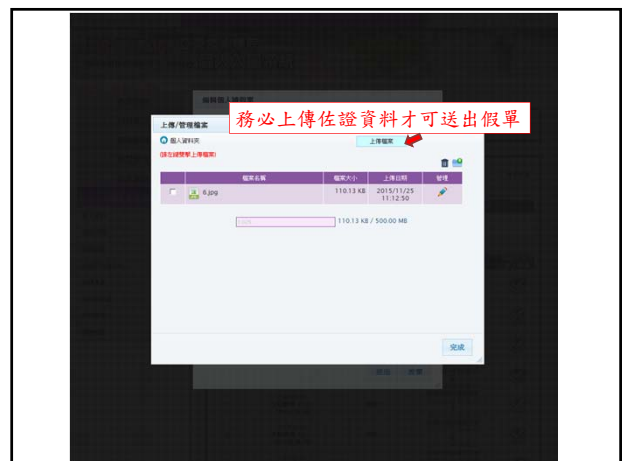 上傳/管理檔案
務必上傳佐證資料才可送出假單
個人資料夾
上傳檔案
檔案名稱 檔案大小 上傳日期 管理
6.jpg 110.13 KB 2015/11/25 11:12:50
110.13 KB / 500.00 MB
完成